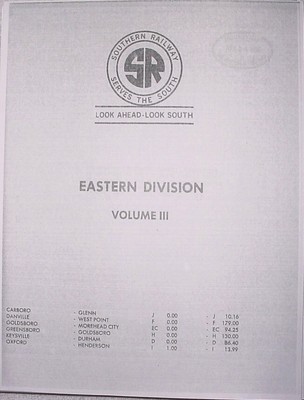 SOUTHERN RAILWAY
SR
SERVES THE SOUTH
LOOK AHEAD-LOOK SOUTH
EASTERN DIVISION
VOLUME III
CARBORO - GLENN J 0.00 - J 10.16
DANVILLE - WEST POINT F 0.00 - F 179.00
GOLDSBORO - MOREHEAD CITY EC 0.00 - EC 94.25
GREENSBORO - GOLDSBORO H 0.00 - H 130.00
KEYSVILLE - DURHAM D 0.00 - D 86.40
OXFORD - HENDERSON I 1.00 - I 13.99